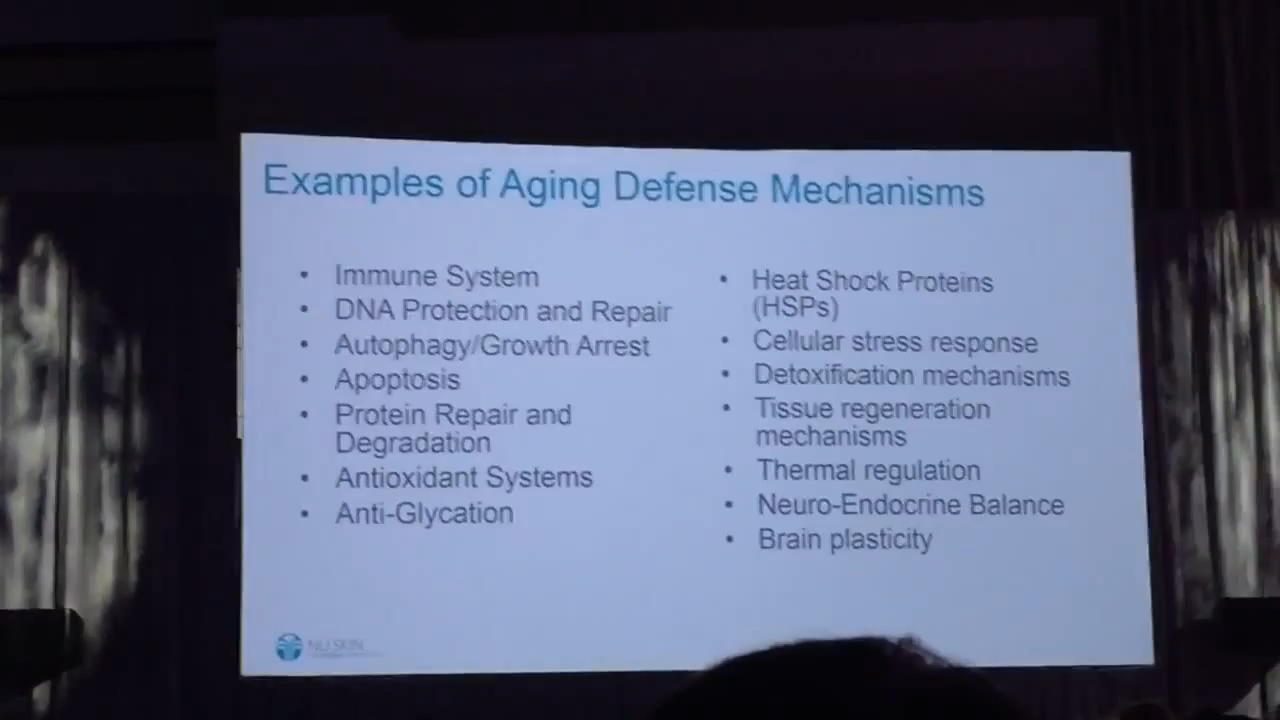 Examples of Aging Defense Mechanisms
• Immune System
• DNA Protection and Repair
• Autophagy/Growth Arrest
• Apoptosis
• Protein Repair and
Degradation
• Antioxidant Systems
• Anti-Glycation
• Heat Shock Proteins
(HSPs)
• Cellular stress response
• Detoxification mechanisms
• Tissue regeneration
mechanisms
• Thermal regulation
• Neuro-Endocrine Balance
• Brain plasticity
NU SKIN